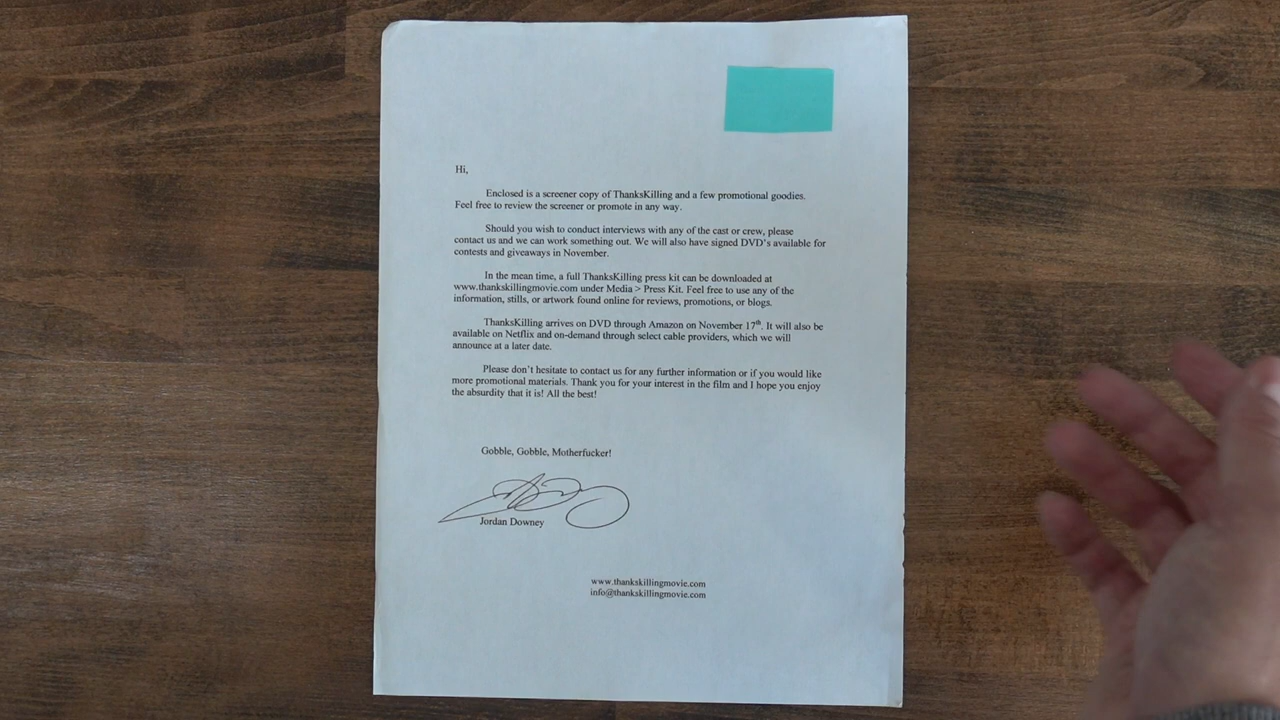 Hi,
Enclosed is a screener copy of ThanksKilling and a few promotional goodies.
Feel free to review the screener or promote in any way.
Should you wish to conduct interviews with any of the cast or crew, please
contact us and we can work something out. We will also have signed DVD's available for
contests and giveaways in November.
In the mean time, a full ThanksKilling press kit can be downloaded at
www.thankskillingmovie.com under Media > Press Kit. Feel free to use any of the
information, stills, or artwork found online for reviews, promotions, or blogs.
ThanksKilling arrives on DVD through Amazon on November 17th. It will also be
available on Netflix and on-demand through select cable providers, which we will
announce at a later date.
Please don't hesitate to contact us for any further information or if you would like
more promotional materials. Thank you for your interest in the film and I hope you enjoy
the absurdity that it is! All the best!
Gobble, Gobble, Motherfucker!
Jordan Downey
www.thankskillingmovie.com
info@thankskillingmovie.com